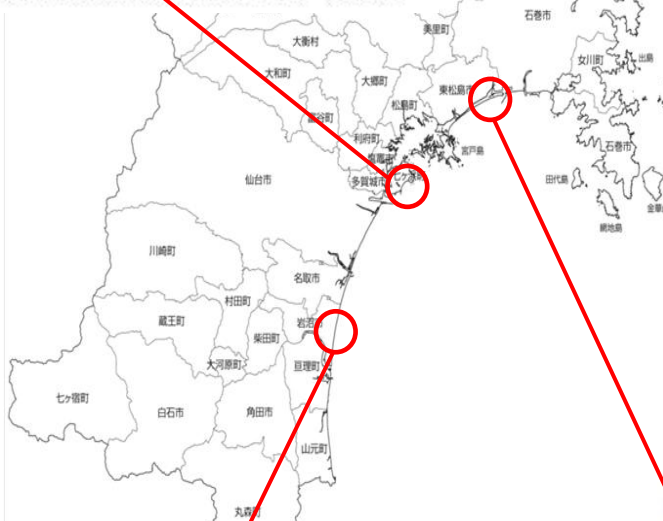 石巻市
美里町
大衡村
女川町
出島
大和町
大郷町
東松島市
松島町
富谷町
利府町
塩竈市
石巻市
宮戸島
仙台市
多賀城市
七ヶ浜町
田代島
網地島
川崎町
名取市
村田町
蔵王町
岩沼市
柴田町
大河原町
亘理町
七ヶ宿町
白石市
角田市
山元町
丸森町